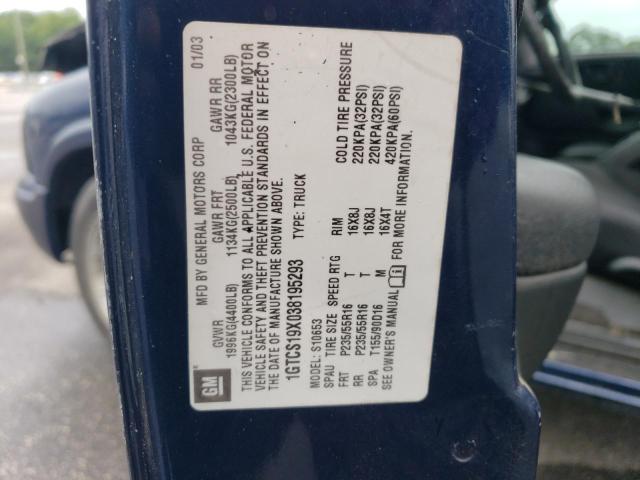 GM
MFD BY GENERAL MOTORS CORP 01/03
GVWR GAWR FRT GAWR RR
1996KG(4400LB) 1134KG(2500LB) 1043KG(2300LB)
THIS VEHICLE CONFORMS TO ALL APPLICABLE U.S. FEDERAL MOTOR
VEHICLE SAFETY AND THEFT PREVENTION STANDARDS IN EFFECT ON
THE DATE OF MANUFACTURE SHOWN ABOVE.
1GTCS19X038195293 TYPE: TRUCK
MODEL: S10653
SPAU TIRE SIZE SPEED RTG RIM COLD TIRE PRESSURE
FRT P235/55R16 T 16X8J 220KPA(32PSI)
RR P235/55R16 T 16X8J 220KPA(32PSI)
SPA T155/90D16 M 16X4T 420KPA(60PSI)
SEE OWNER'S MANUAL FOR MORE INFORMATION.